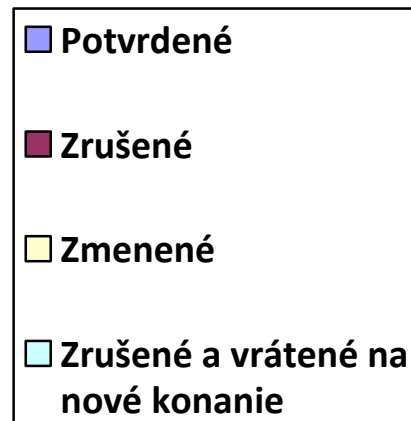 Potvrdené
Zrušené
Zmenené
Zrušené a vrátené na
nové konanie